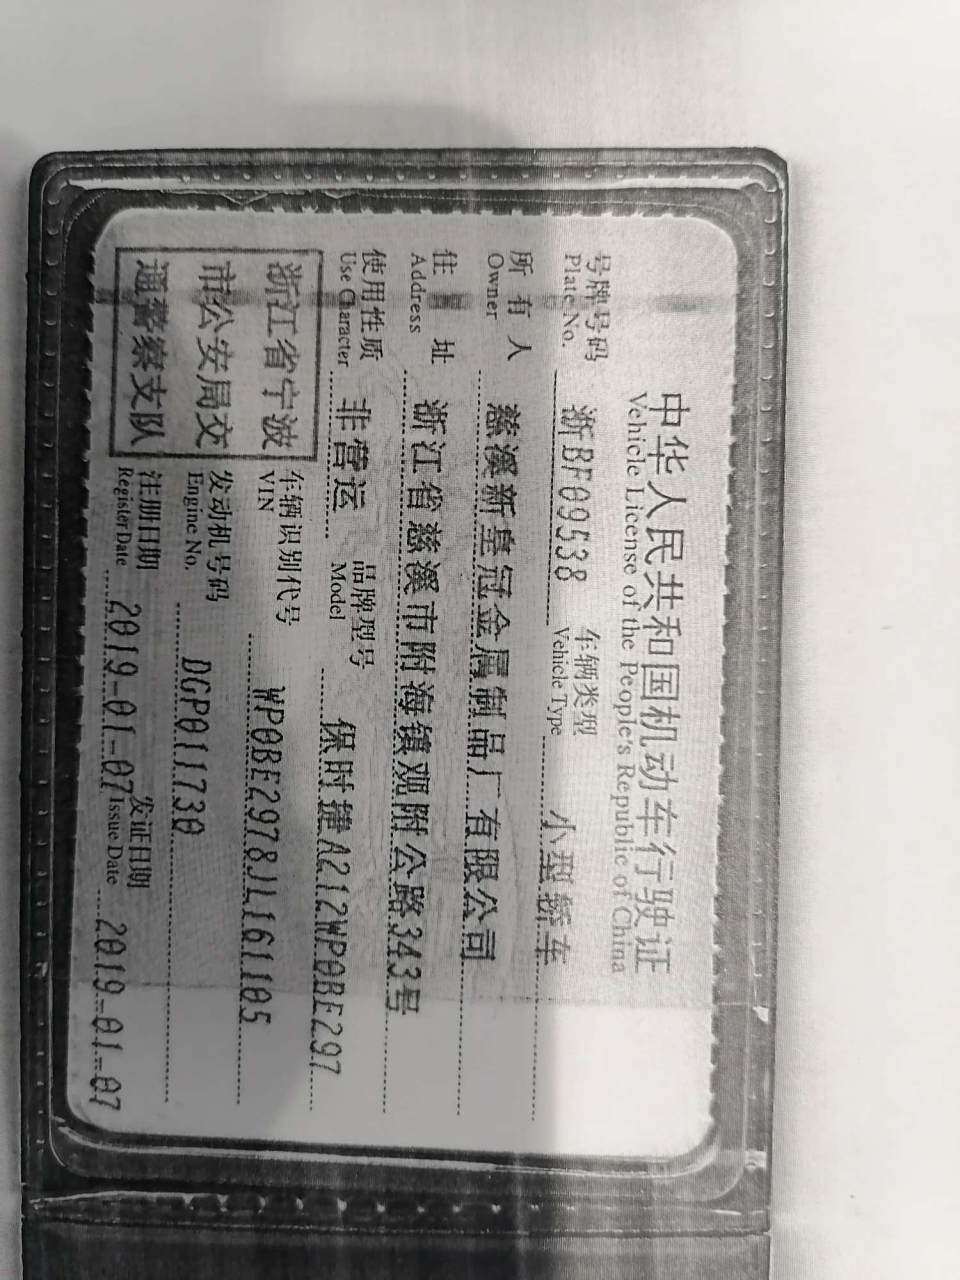 中华人民共和国机动车行驶证
Vehicle License of the People's Republic of China
号牌号码 浙BF09538 车辆类型 小型轿车
Plate No. Vehicle Type
所有人 慈溪新皇冠金属制品厂有限公司
Owner
住址 浙江省慈溪市附海镇观附公路343号
Address
使用性质 非营运 品牌型号 保时捷A212WP0BE297
Use Character Model
浙江省宁波
市公安局交
通警察支队
车辆识别代号 WP0BE2978JL161105
VIN
发动机号码 DGP011730
Engine No.
注册日期 2019-01-07 发证日期 2019-01-07
Register Date Issue Date